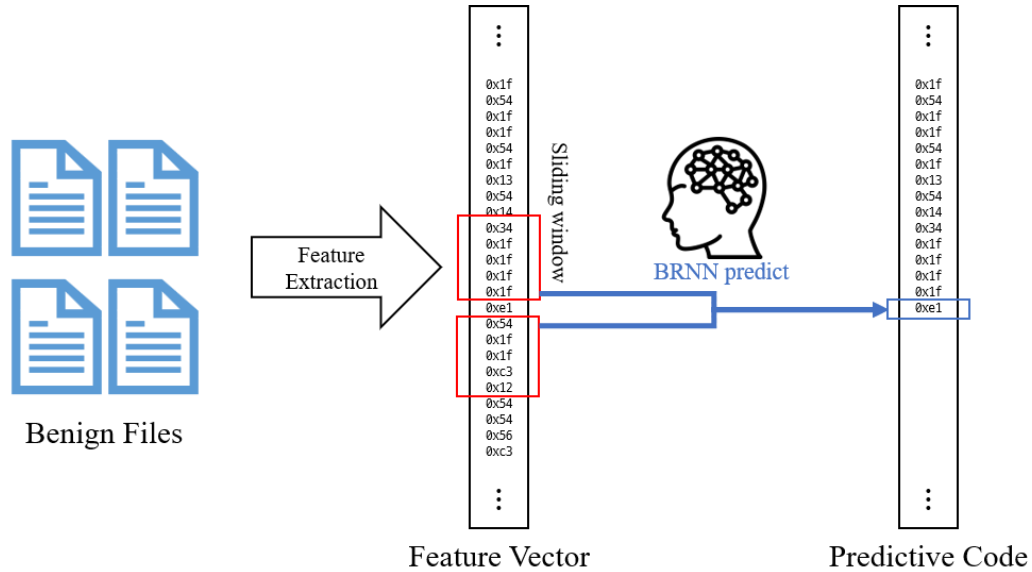 Benign Files
Feature
Extraction
⋮
0x1f
0x54
0x1f
0x1f
0x54
0x1f
0x13
0x54
0x14
0x34
0x1f
0x1f
0x1f
0x1f
0xe1
0x54
0x1f
0x1f
0xc3
0x12
0x54
0x54
0x56
0xc3
⋮
Feature Vector
Sliding window
BRNN predict
⋮
0x1f
0x54
0x1f
0x1f
0x54
0x1f
0x13
0x54
0x14
0x34
0x1f
0x1f
0x1f
0x1f
0xe1
⋮
Predictive Code